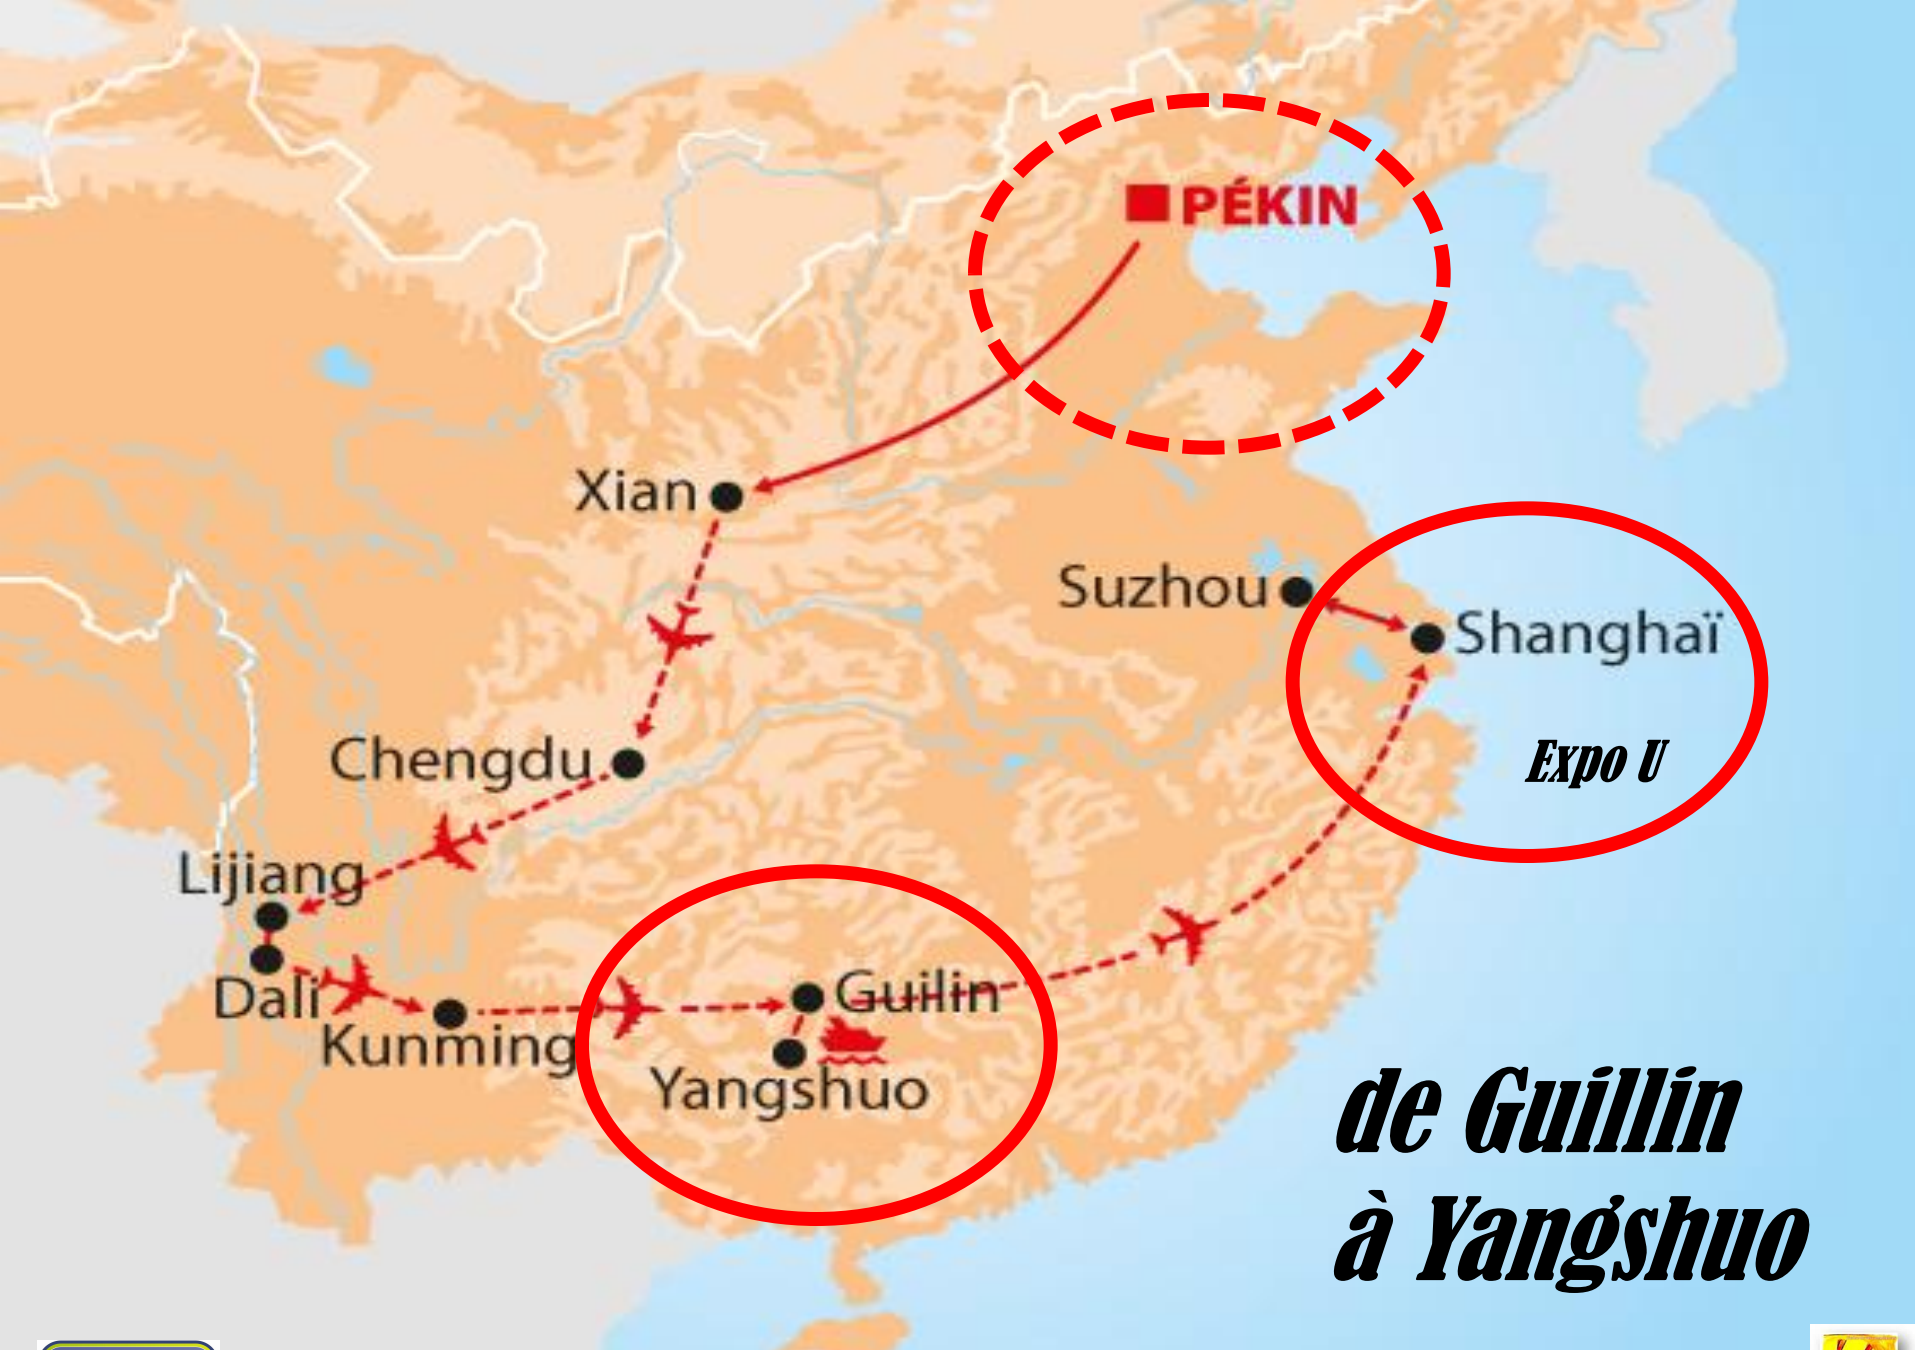 PÉKIN
Xian
Suzhou
Shanghaï
Expo U
Chengdu
Lijiang
Dali
Kunming
Guilin
Yangshuo
de Guillin
à Yangshuo